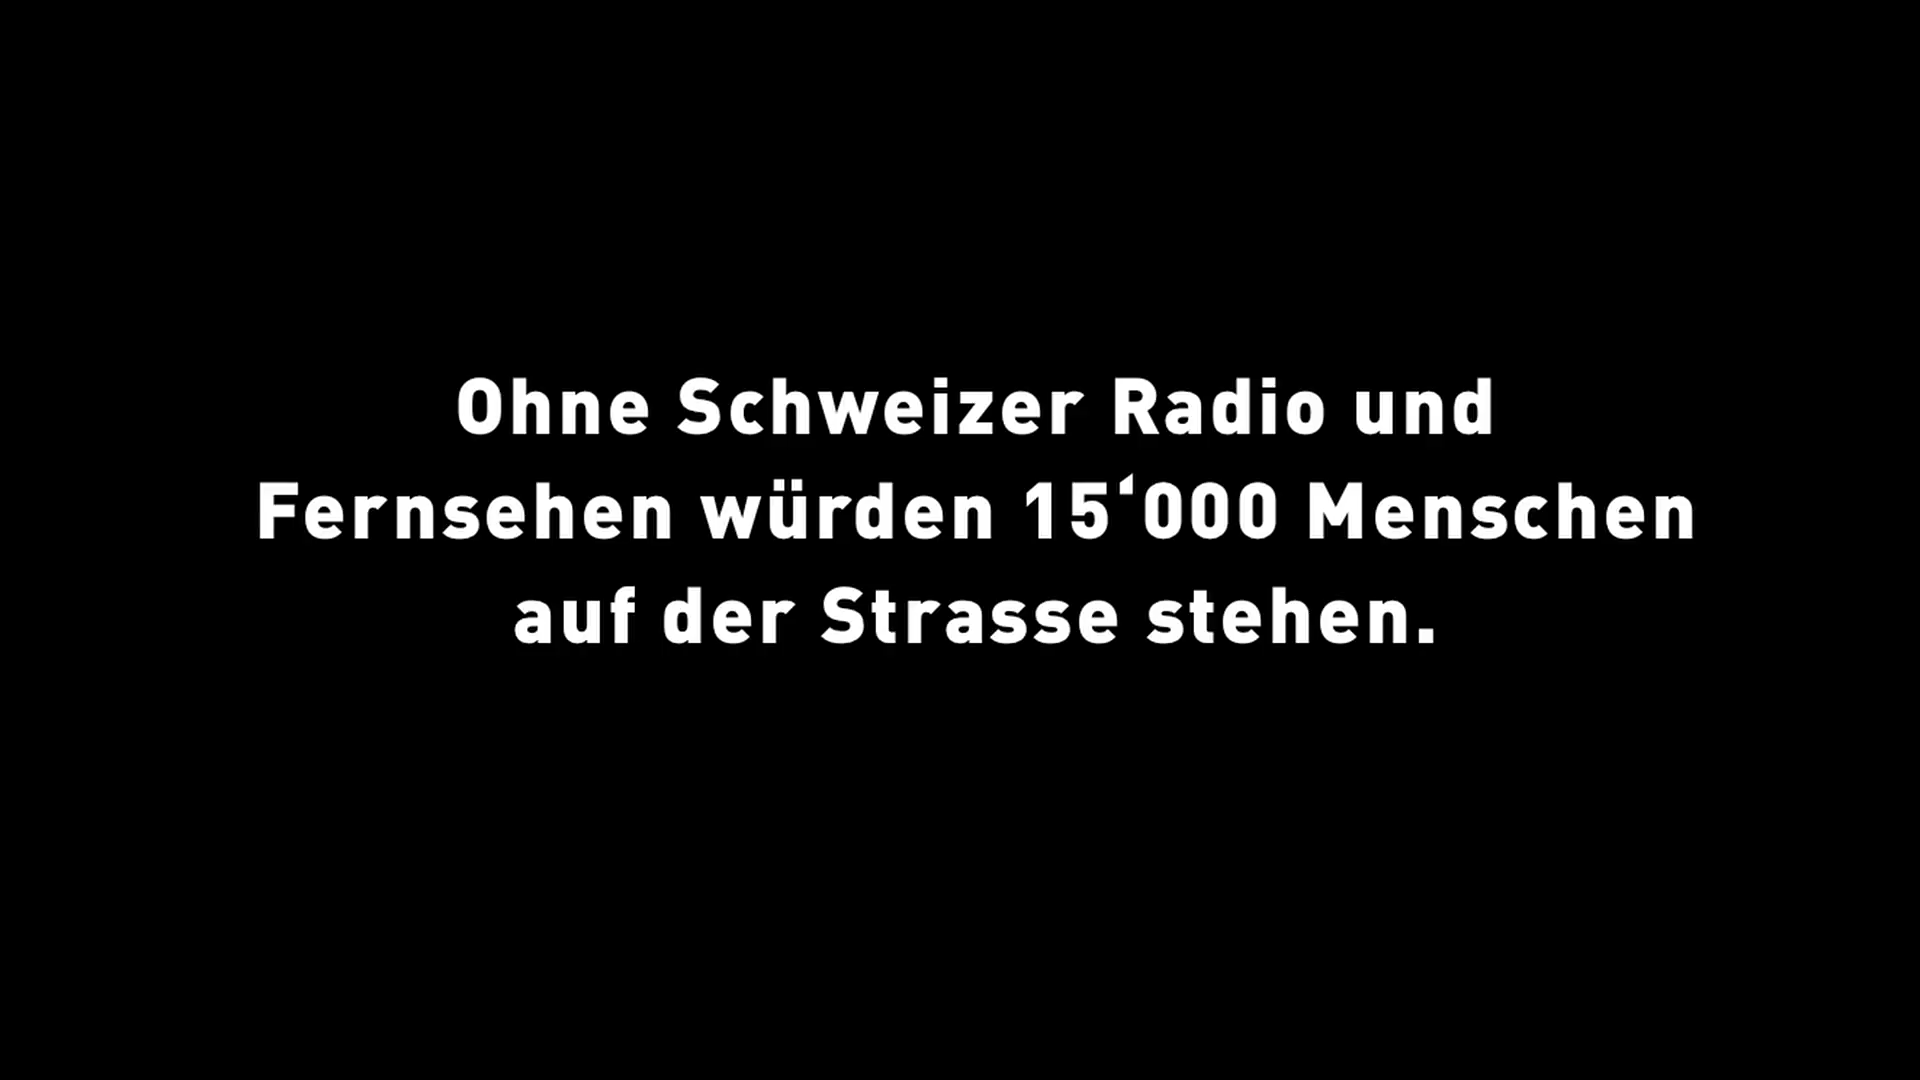 Ohne Schweizer Radio und
Fernsehen würden 15‘000 Menschen
auf der Strasse stehen.